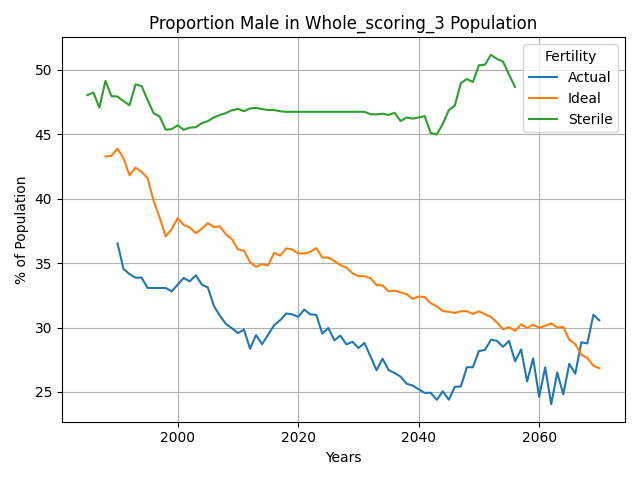 Proportion Male in Whole_scoring_3 Population
Fertility
Actual
Ideal
Sterile
% of Population
50
45
40
35
30
25
2000
2020
2040
2060
Years